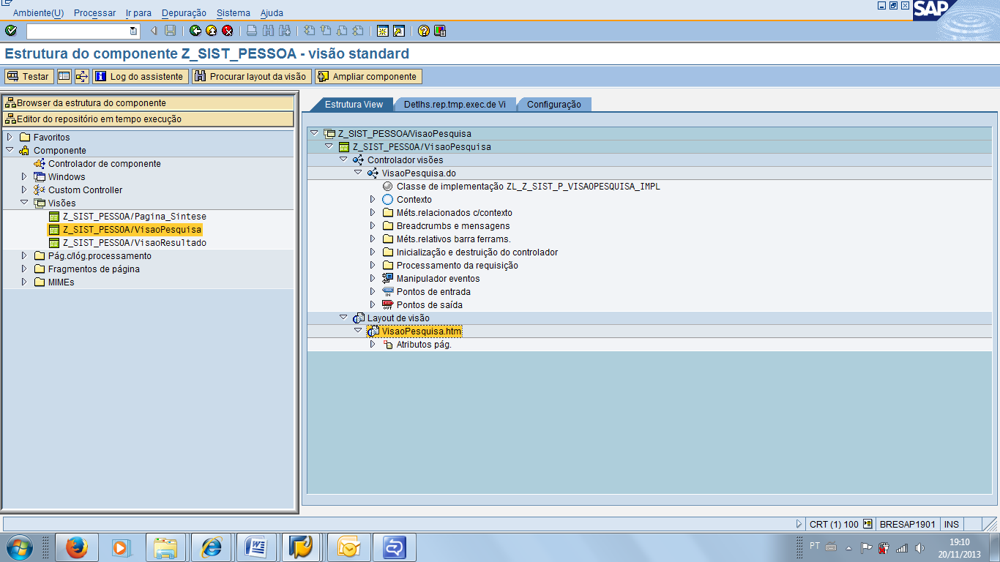 Ambiente(U) Processar Ir para Depuração Sistema Ajuda
SAP
Estrutura do componente Z_SIST_PESSOA - visão standard
Testar Log do assistente Procurar layout da visão Ampliar componente
Browser da estrutura do componente
Editor do repositório em tempo execução
Favoritos
Componente
Controlador de componente
Windows
Custom Controller
Visões
Z_SIST_PESSOA/Pagina_Sintese
Z_SIST_PESSOA/VisaoPesquisa
Z_SIST_PESSOA/VisaoResultado
Pág.c/lóg.processamento
Fragmentos de página
MIMEs
Estrutura View Detlhs.rep.tmp.exec.de Vi Configuração
Z_SIST_PESSOA/VisaoPesquisa
Z_SIST_PESSOA/VisaoPesquisa
Controlador visões
VisaoPesquisa.do
Classe de implementação ZL_Z_SIST_P_VISAOPESQUISA_IMPL
Contexto
Méts.relacionados c/contexto
Breadcrumbs e mensagens
Méts.relativos barra ferrams.
Inicialização e destruição do controlador
Processamento da requisição
Manipulador eventos
IN Pontos de entrada
OUT Pontos de saída
Layout de visão
VisaoPesquisa.htm
Atributos pág.
CRT (1) 100 BRESAP1901 INS
PT 19:10
20/11/2013